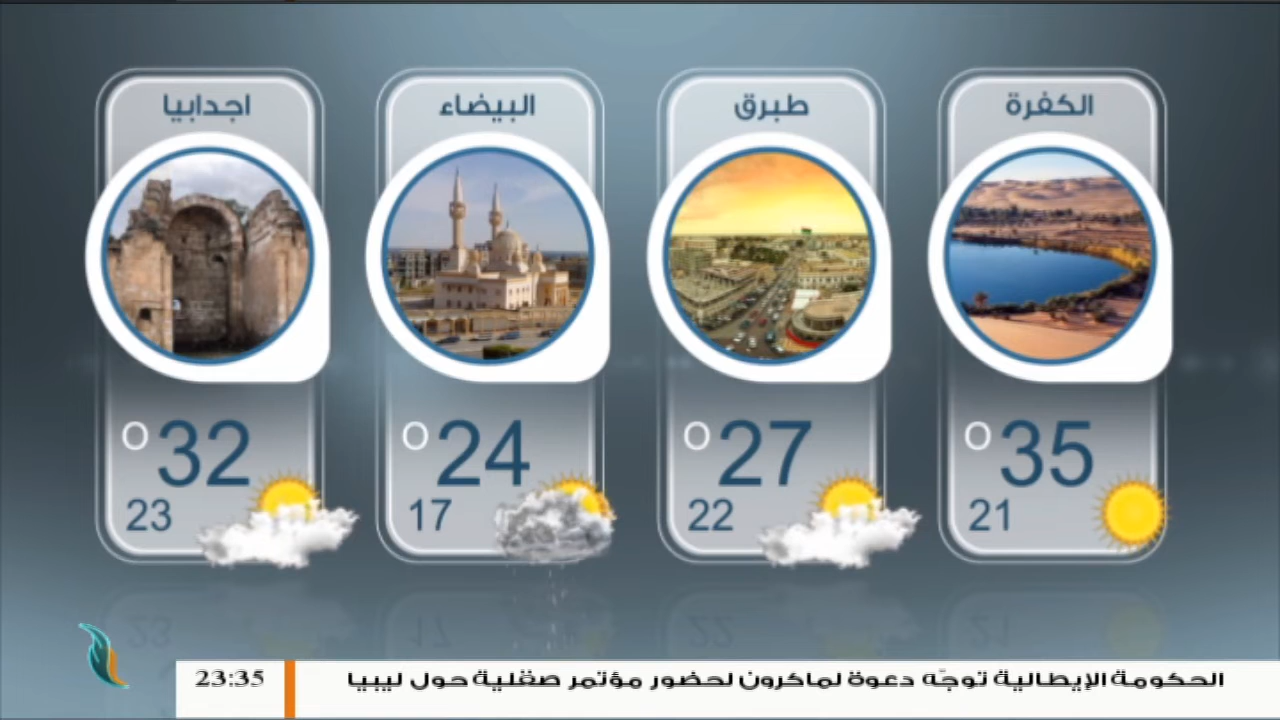 الكفرة
طبرق
البيضاء
اجدابيا
35
27
24
32
21
22
17
23
الحكومة الإيطالية توجّه دعوة لماكرون لحضور مؤتمر صقلية حول ليبيا
23:35